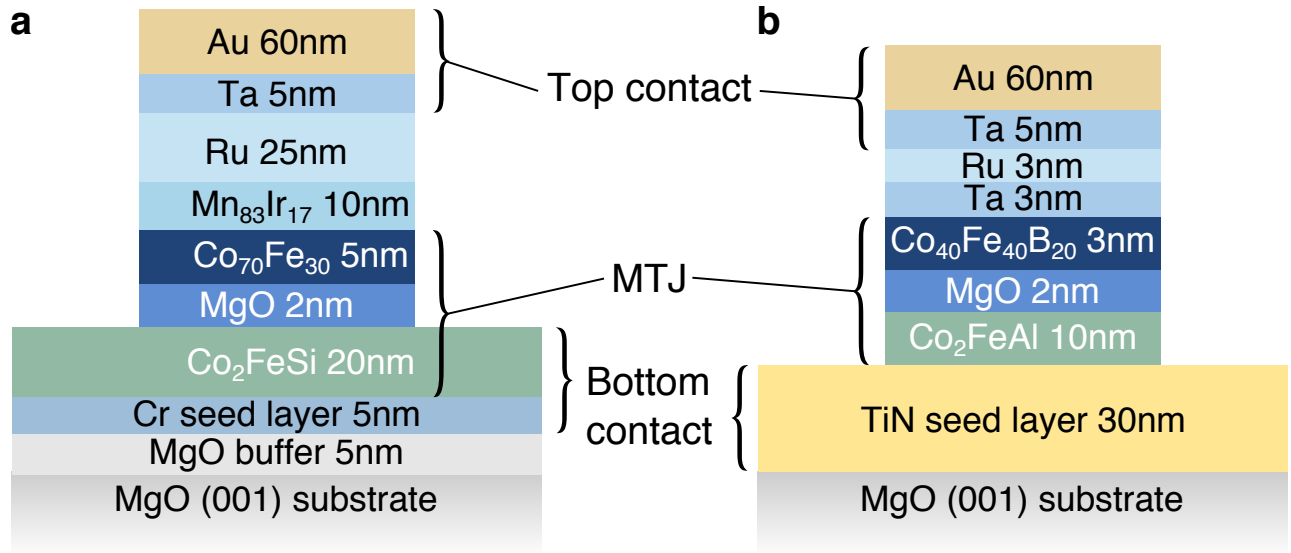 a
Au 60nm
Ta 5nm
Ru 25nm
Mn₈₃Ir₁₇ 10nm
Co₇₀Fe₃₀ 5nm
MgO 2nm
Co₂FeSi 20nm
Cr seed layer 5nm
MgO buffer 5nm
MgO (001) substrate
Top contact
MTJ
Bottom
contact
b
Au 60nm
Ta 5nm
Ru 3nm
Ta 3nm
Co₄₀Fe₄₀B₂₀ 3nm
MgO 2nm
Co₂FeAl 10nm
TiN seed layer 30nm
MgO (001) substrate